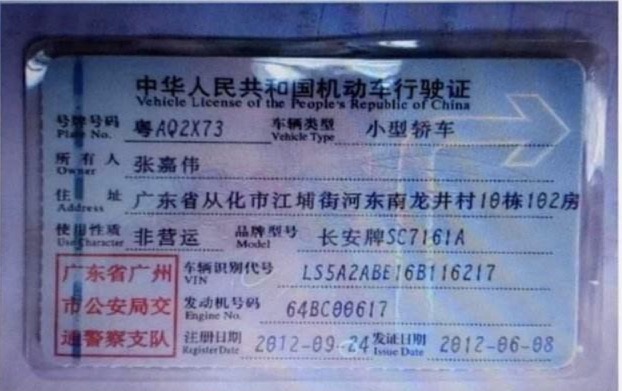 中华人民共和国机动车行驶证
Vehicle License of the People's Republic of China
号牌号码 粤AQ2X73 车辆类型 小型轿车
Plate No. Vehicle Type
所有人 张嘉伟
Owner
住址 广东省从化市江埔街河东南龙井村10栋102房
Address
使用性质 非营运 品牌型号 长安牌SC7161A
Use Character Model
广东省广州 车辆识别代号 LS5A2ABE16B116217
VIN
市公安局交 发动机号码 64BC00617
Engine No.
通警察支队 注册日期 2012-09-24 发证日期 2012-06-08
Register Date Issue Date